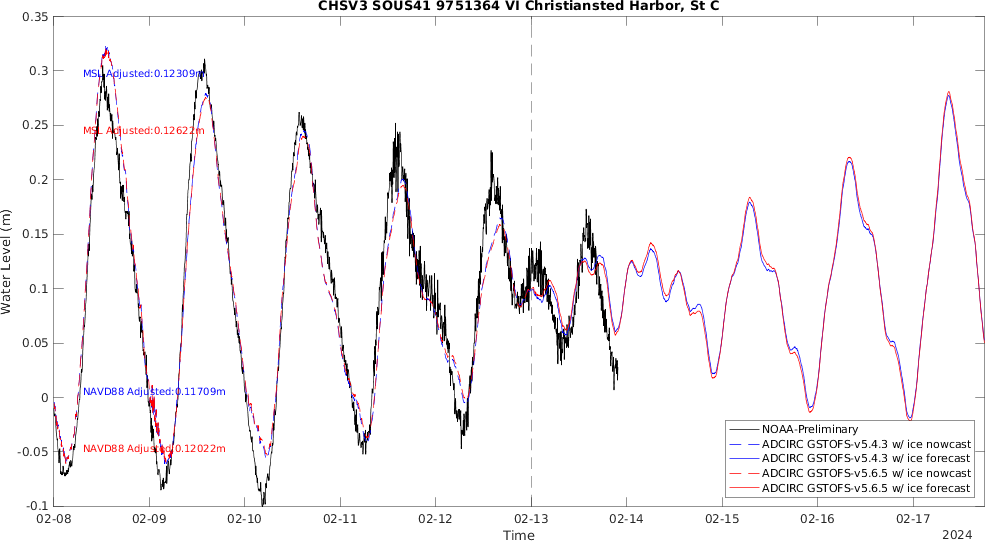 CHSV3 SOUS41 9751364 VI Christiansted Harbor, St C
0.35
0.3
0.25
0.2
0.15
0.1
0.05
0
-0.05
-0.1
Water Level (m)
MSL Adjusted:0.12309m
MSL Adjusted:0.12622m
NAVD88 Adjusted:0.11709m
NAVD88 Adjusted:0.12022m
NOAA-Preliminary
ADCIRC GSTOFS-v5.4.3 w/ ice nowcast
ADCIRC GSTOFS-v5.4.3 w/ ice forecast
ADCIRC GSTOFS-v5.6.5 w/ ice nowcast
ADCIRC GSTOFS-v5.6.5 w/ ice forecast
02-08 02-09 02-10 02-11 02-12 02-13 02-14 02-15 02-16 02-17
Time
2024